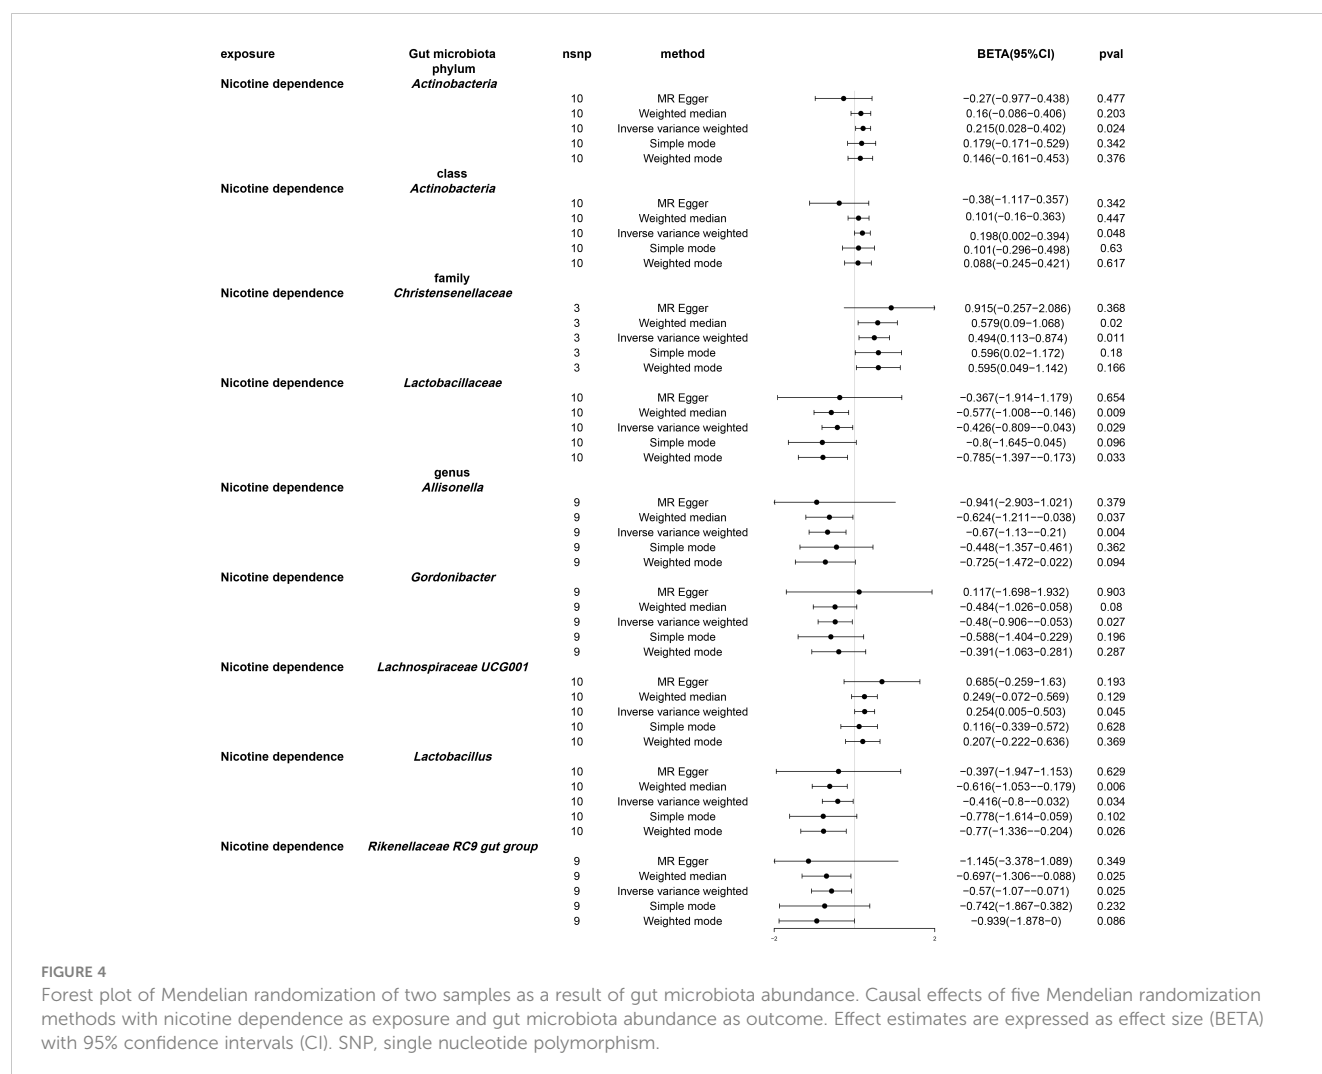 exposure Gut microbiota nsnp method BETA(95%CI) pval
phylum
Nicotine dependence Actinobacteria
10 MR Egger −0.27(−0.977−0.438) 0.477
10 Weighted median 0.16(−0.086−0.406) 0.203
10 Inverse variance weighted 0.215(0.028−0.402) 0.024
10 Simple mode 0.179(−0.171−0.529) 0.342
10 Weighted mode 0.146(−0.161−0.453) 0.376
class
Nicotine dependence Actinobacteria
10 MR Egger −0.38(−1.117−0.357) 0.342
10 Weighted median 0.101(−0.16−0.363) 0.447
10 Inverse variance weighted 0.198(0.002−0.394) 0.048
10 Simple mode 0.101(−0.296−0.498) 0.63
10 Weighted mode 0.088(−0.245−0.421) 0.617
family
Nicotine dependence Christensenellaceae
3 MR Egger 0.915(−0.257−2.086) 0.368
3 Weighted median 0.579(0.09−1.068) 0.02
3 Inverse variance weighted 0.494(0.113−0.874) 0.011
3 Simple mode 0.596(0.02−1.172) 0.18
3 Weighted mode 0.595(0.049−1.142) 0.166
Nicotine dependence Lactobacillaceae
10 MR Egger −0.367(−1.914−1.179) 0.654
10 Weighted median −0.577(−1.008−−0.146) 0.009
10 Inverse variance weighted −0.426(−0.809−−0.043) 0.029
10 Simple mode −0.8(−1.645−0.045) 0.096
10 Weighted mode −0.785(−1.397−−0.173) 0.033
genus
Nicotine dependence Allisonella
9 MR Egger −0.941(−2.903−1.021) 0.379
9 Weighted median −0.624(−1.211−−0.038) 0.037
9 Inverse variance weighted −0.67(−1.13−−0.21) 0.004
9 Simple mode −0.448(−1.357−0.461) 0.362
9 Weighted mode −0.725(−1.472−0.022) 0.094
Nicotine dependence Gordonibacter
9 MR Egger 0.117(−1.698−1.932) 0.903
9 Weighted median −0.484(−1.026−0.058) 0.08
9 Inverse variance weighted −0.48(−0.906−−0.053) 0.027
9 Simple mode −0.588(−1.404−0.229) 0.196
9 Weighted mode −0.391(−1.063−0.281) 0.287
Nicotine dependence Lachnospiraceae UCG001
10 MR Egger 0.685(−0.259−1.63) 0.193
10 Weighted median 0.249(−0.072−0.569) 0.129
10 Inverse variance weighted 0.254(0.005−0.503) 0.045
10 Simple mode 0.116(−0.339−0.572) 0.628
10 Weighted mode 0.207(−0.222−0.636) 0.369
Nicotine dependence Lactobacillus
10 MR Egger −0.397(−1.947−1.153) 0.629
10 Weighted median −0.616(−1.053−−0.179) 0.006
10 Inverse variance weighted −0.416(−0.8−−0.032) 0.034
10 Simple mode −0.778(−1.614−0.059) 0.102
10 Weighted mode −0.77(−1.336−−0.204) 0.026
Nicotine dependence Rikenellaceae RC9 gut group
9 MR Egger −1.145(−3.378−1.089) 0.349
9 Weighted median −0.697(−1.306−−0.088) 0.025
9 Inverse variance weighted −0.57(−1.07−−0.071) 0.025
9 Simple mode −0.742(−1.867−0.382) 0.232
9 Weighted mode −0.939(−1.878−0) 0.086
−2 2
FIGURE 4
Forest plot of Mendelian randomization of two samples as a result of gut microbiota abundance. Causal effects of five Mendelian randomization
methods with nicotine dependence as exposure and gut microbiota abundance as outcome. Effect estimates are expressed as effect size (BETA)
with 95% confidence intervals (CI). SNP, single nucleotide polymorphism.